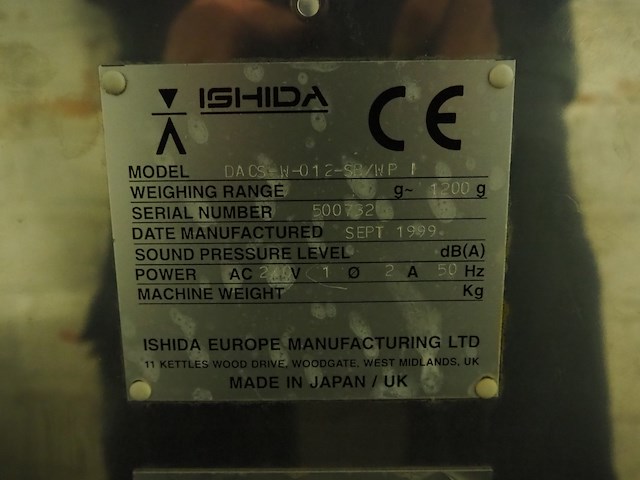 ISHIDA CE
MODEL DACS-W-012-SB/WP I
WEIGHING RANGE g~ 1200 g
SERIAL NUMBER 500732
DATE MANUFACTURED SEPT 1999
SOUND PRESSURE LEVEL dB(A)
POWER AC V 1 Ø 2 A 50 Hz
MACHINE WEIGHT Kg
ISHIDA EUROPE MANUFACTURING LTD
11 KETTLES WOOD DRIVE, WOODGATE, WEST MIDLANDS, UK
MADE IN JAPAN / UK